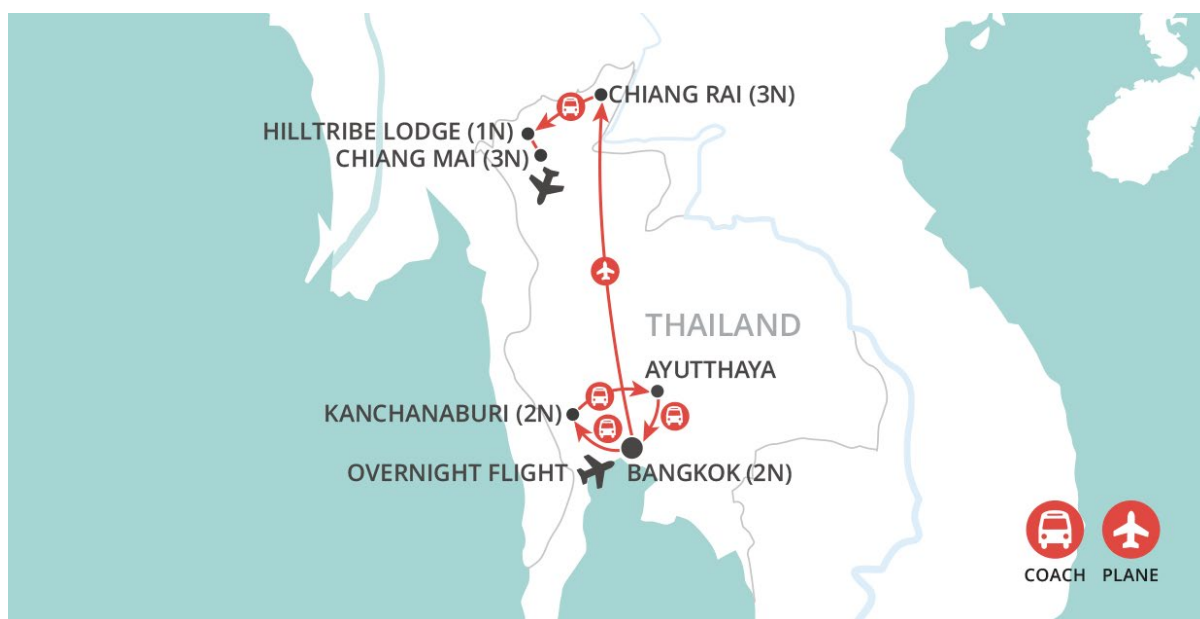 CHIANG RAI (3N)
HILLTRIBE LODGE (1N)
CHIANG MAI (3N)
THAILAND
AYUTTHAYA
KANCHANABURI (2N)
OVERNIGHT FLIGHT
BANGKOK (2N)
COACH
PLANE